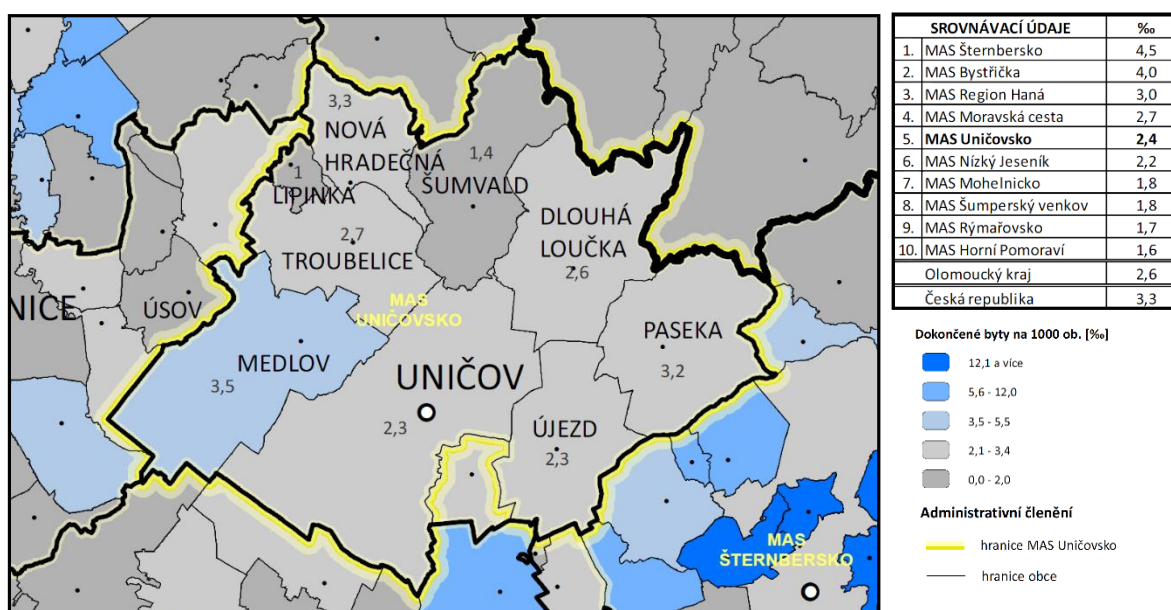 3,3
NOVÁ
HRADEČNÁ
1,4
ŠUMVALD
1
LIPINKA
2,7
TROUBELICE
DLOUHÁ
LOUČKA
2,6
NICE
ÚSOV
MAS
UNIČOVSKO
MEDLOV
3,5
PASEKA
3,2
UNIČOV
2,3
ÚJEZD
2,3
MAS
ŠTERNBERSKO
SROVNÁVACÍ ÚDAJE ‰
1. MAS Šternbersko 4,5
2. MAS Bystřička 4,0
3. MAS Region Haná 3,0
4. MAS Moravská cesta 2,7
5. MAS Uničovsko 2,4
6. MAS Nízký Jeseník 2,2
7. MAS Mohelnicko 1,8
8. MAS Šumperský venkov 1,8
9. MAS Rýmařovsko 1,7
10. MAS Horní Pomoraví 1,6
Olomoucký kraj 2,6
Česká republika 3,3
Dokončené byty na 1000 ob. [‰]
12,1 a více
5,6 - 12,0
3,5 - 5,5
2,1 - 3,4
0,0 - 2,0
Administrativní členění
hranice MAS Uničovsko
hranice obce